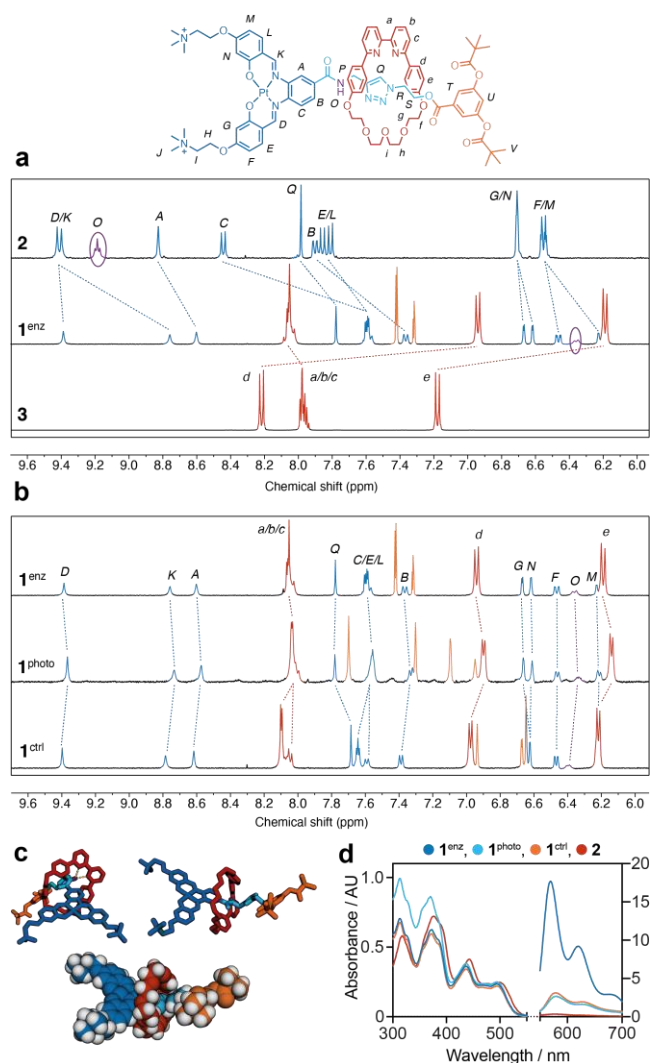 M
L
N
K
A
O
Pt
N
N
O
P
N
H
Q
O
N
N=N
R
S
O
O
B
C
D
G
E
F
H
I
J
N
O
a
b
c
d
e
f
g
h
i
O
O
O
O
O
O
N
N
T
U
V
O
O
O
O
a
2
D/K
O
A
C
Q
B
E/L
G/N
F/M
1enz
3
d
a/b/c
e
9.6 9.4 9.2 9.0 8.8 8.6 8.4 8.2 8.0 7.8 7.6 7.4 7.2 7.0 6.8 6.6 6.4 6.2 6.0
Chemical shift (ppm)
b
1enz
D
K
A
a/b/c
Q
C/E/L
B
d
G
N
F
O
M
e
1photo
1ctrl
9.6 9.4 9.2 9.0 8.8 8.6 8.4 8.2 8.0 7.8 7.6 7.4 7.2 7.0 6.8 6.6 6.4 6.2 6.0
Chemical shift (ppm)
c
d
1enz, 1photo, 1ctrl, 2
Absorbance / AU
1.0
0.5
0
20
15
10
5
0
300 400 500 600 700
Wavelength / nm